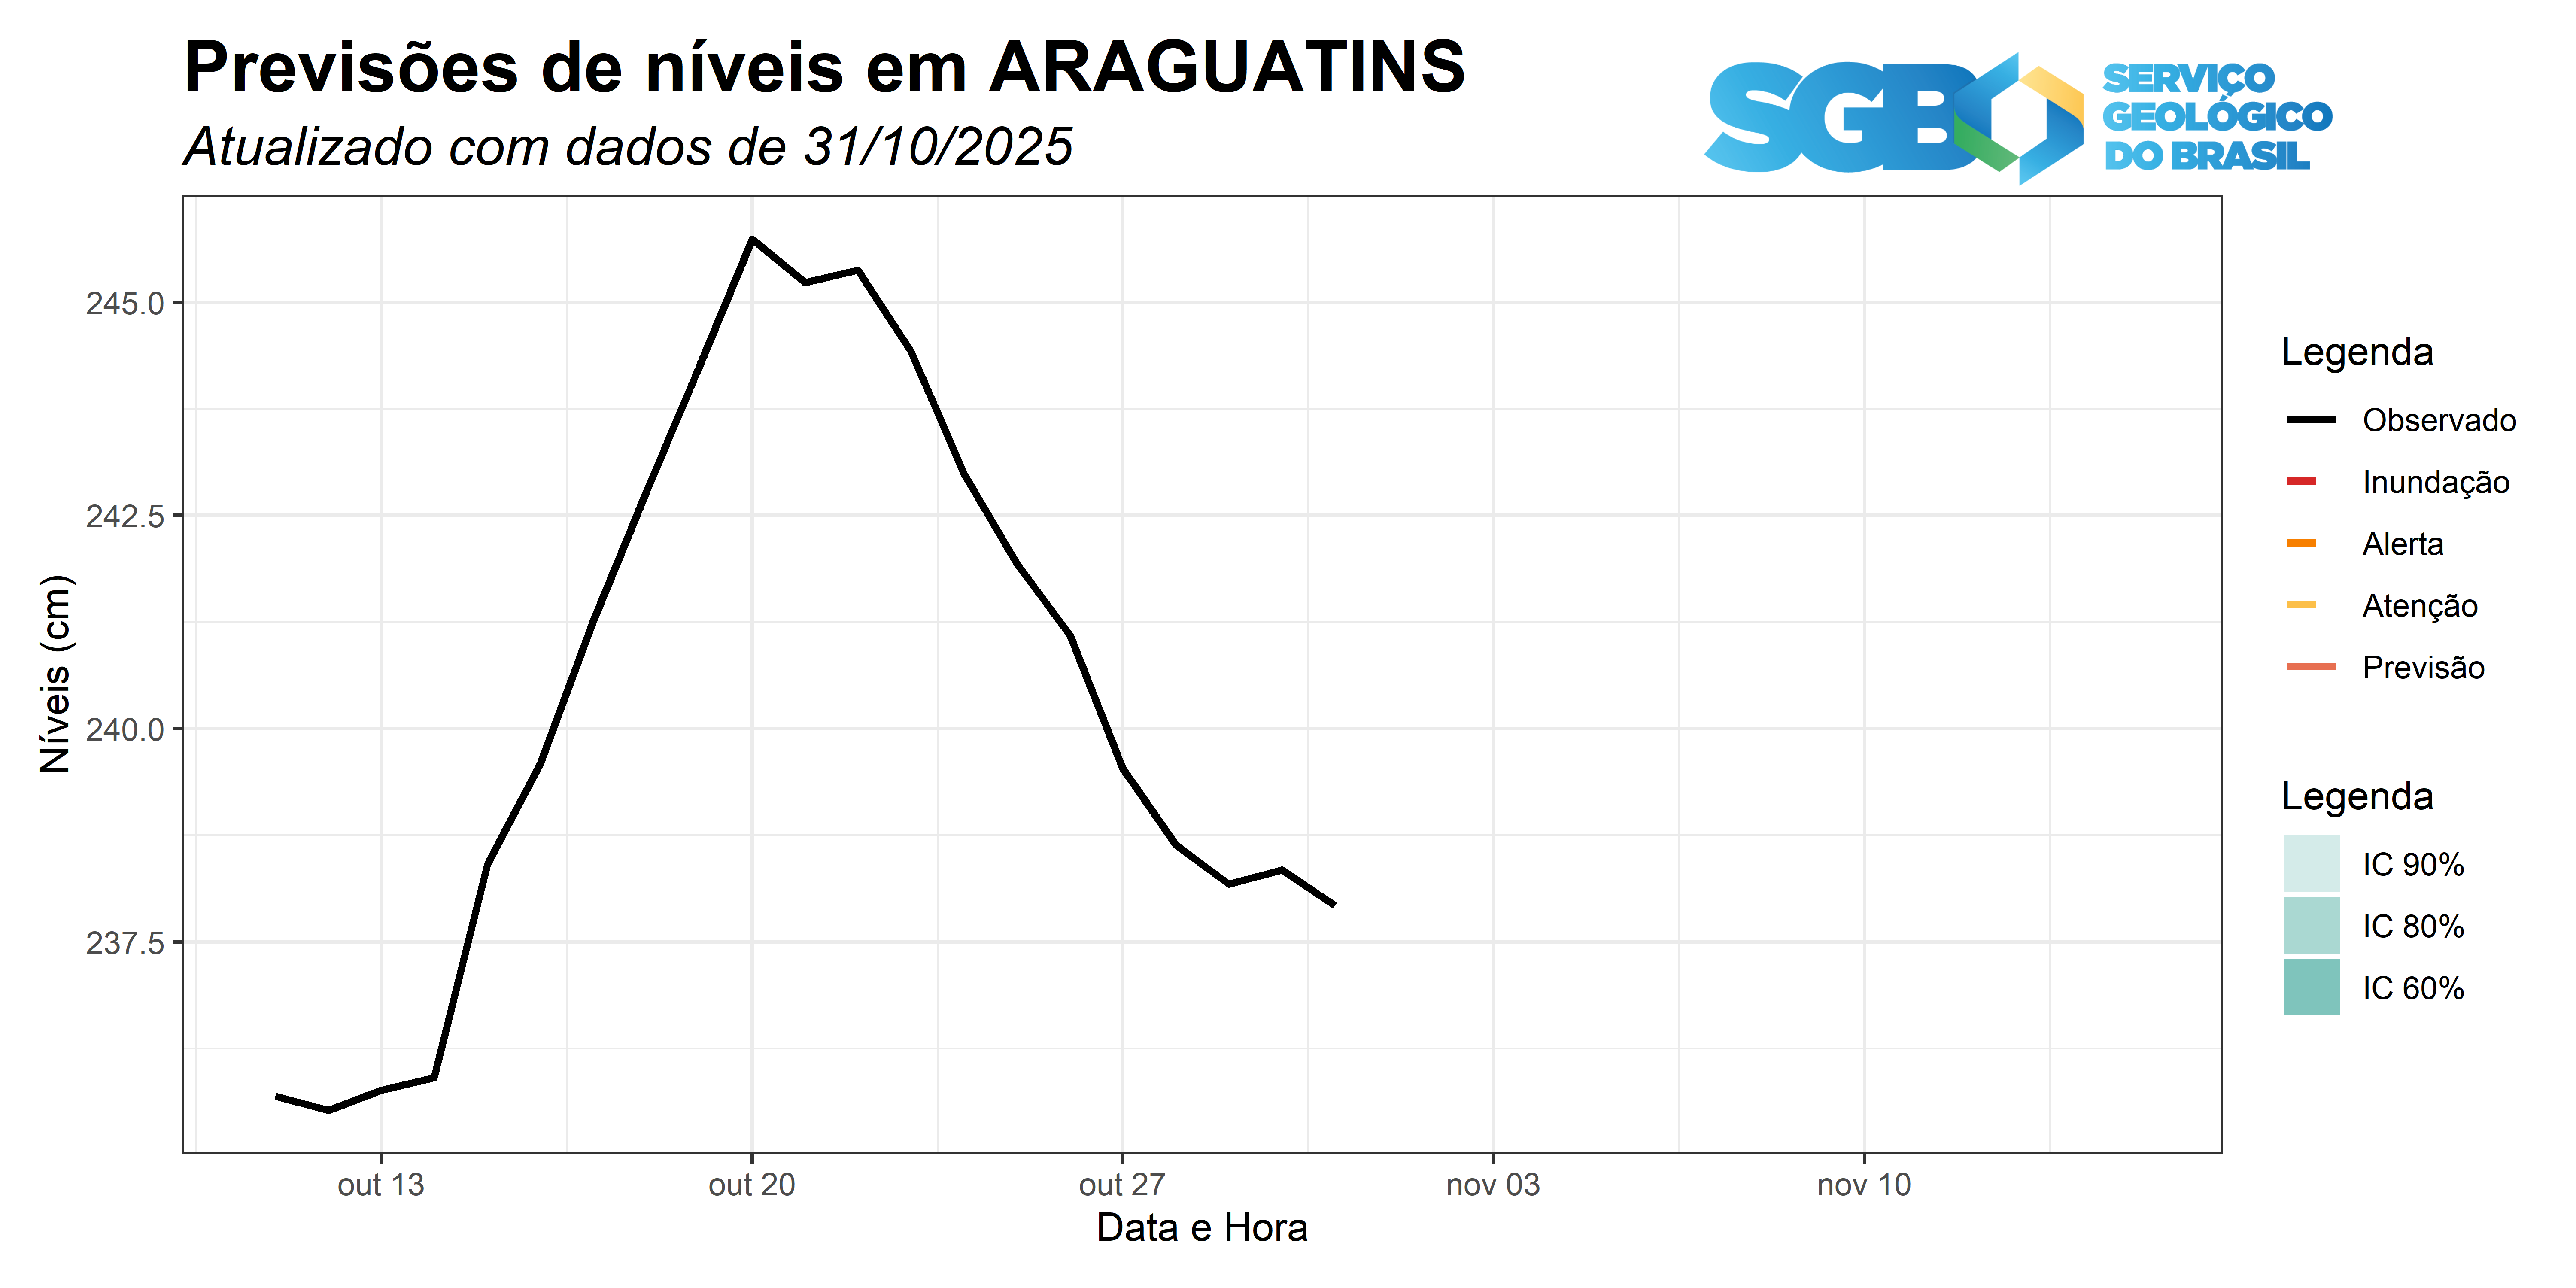 Previsões de níveis em ARAGUATINS
Atualizado com dados de 31/10/2025
SGB
SERVIÇO
GEOLÓGICO
DO BRASIL
Níveis (cm)
245.0
242.5
240.0
237.5
out 13
out 20
out 27
nov 03
nov 10
Data e Hora
Legenda
Observado
Inundação
Alerta
Atenção
Previsão
Legenda
IC 90%
IC 80%
IC 60%